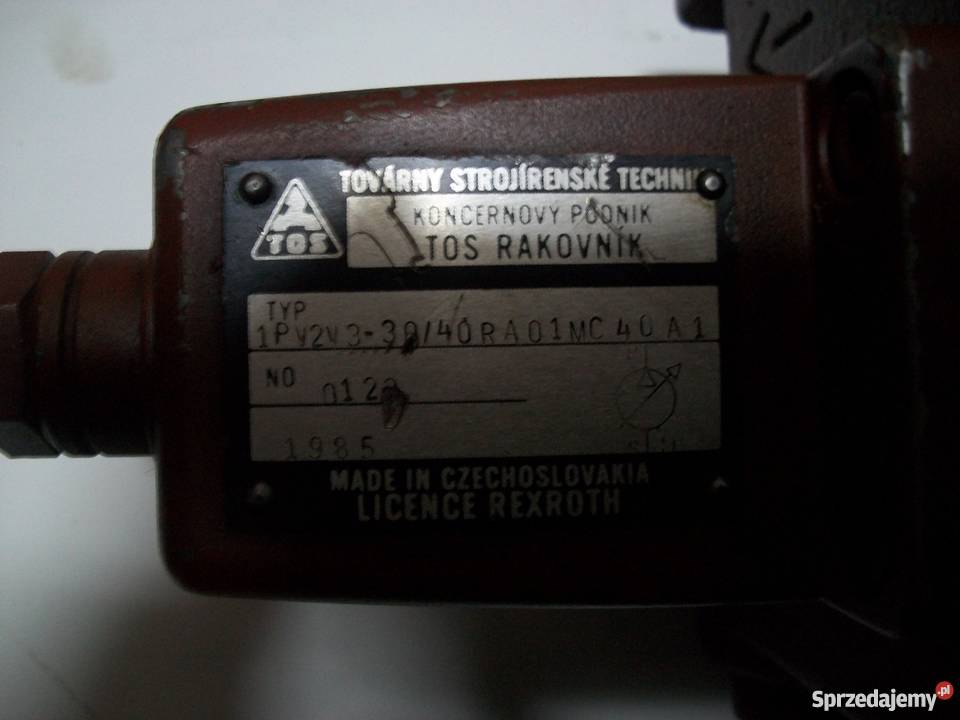 TOVÁRNY STROJÍRENSKÉ TECHNIK
KONCERNOVÝ PODNIK
TOS RAKOVNÍK
TOS
TYP
1PV2V3-30/40RA01MC40A1
NO
1985
MADE IN CZECHOSLOVAKIA
LICENCE REXROTH
Sprzedajemy.pl